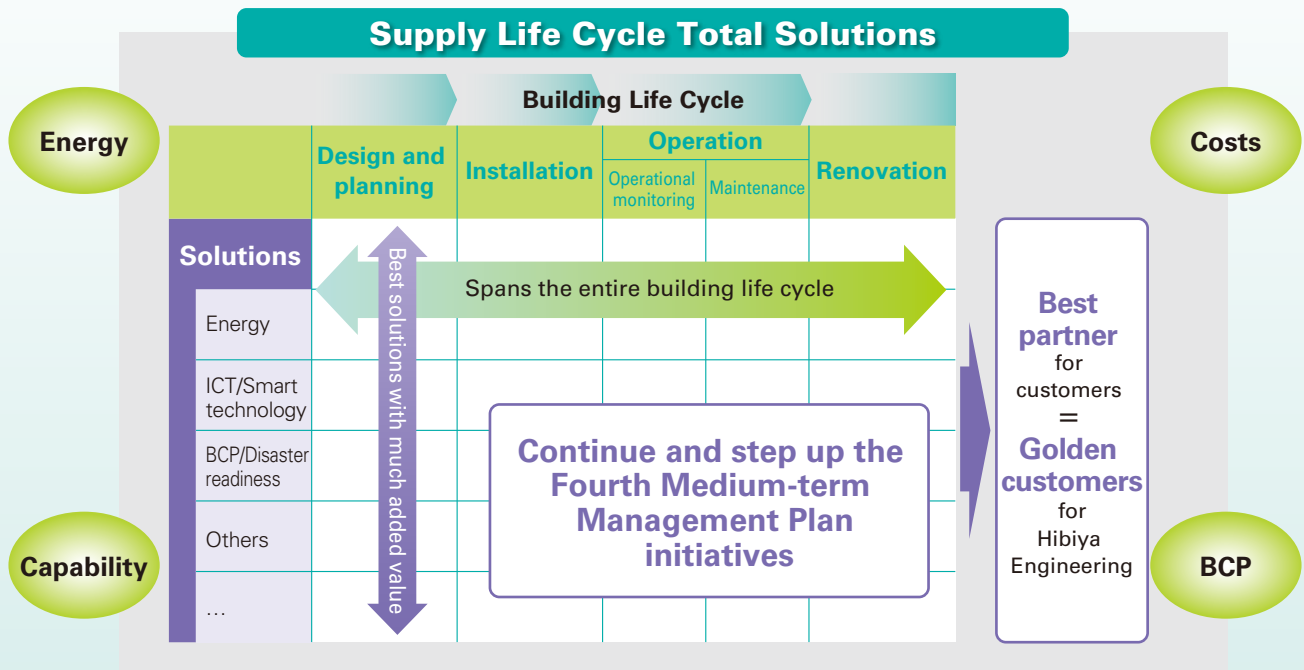 Supply Life Cycle Total Solutions
Building Life Cycle
Energy
Costs
Design and
planning
Installation
Operation
Operational
monitoring
Maintenance
Renovation
Solutions
Best solutions with much added value
Spans the entire building life cycle
Energy
ICT/Smart
technology
BCP/Disaster
readiness
Others
…
Continue and step up the
Fourth Medium-term
Management Plan
initiatives
Best
partner
for
customers
=
Golden
customers
for
Hibiya
Engineering
Capability
BCP